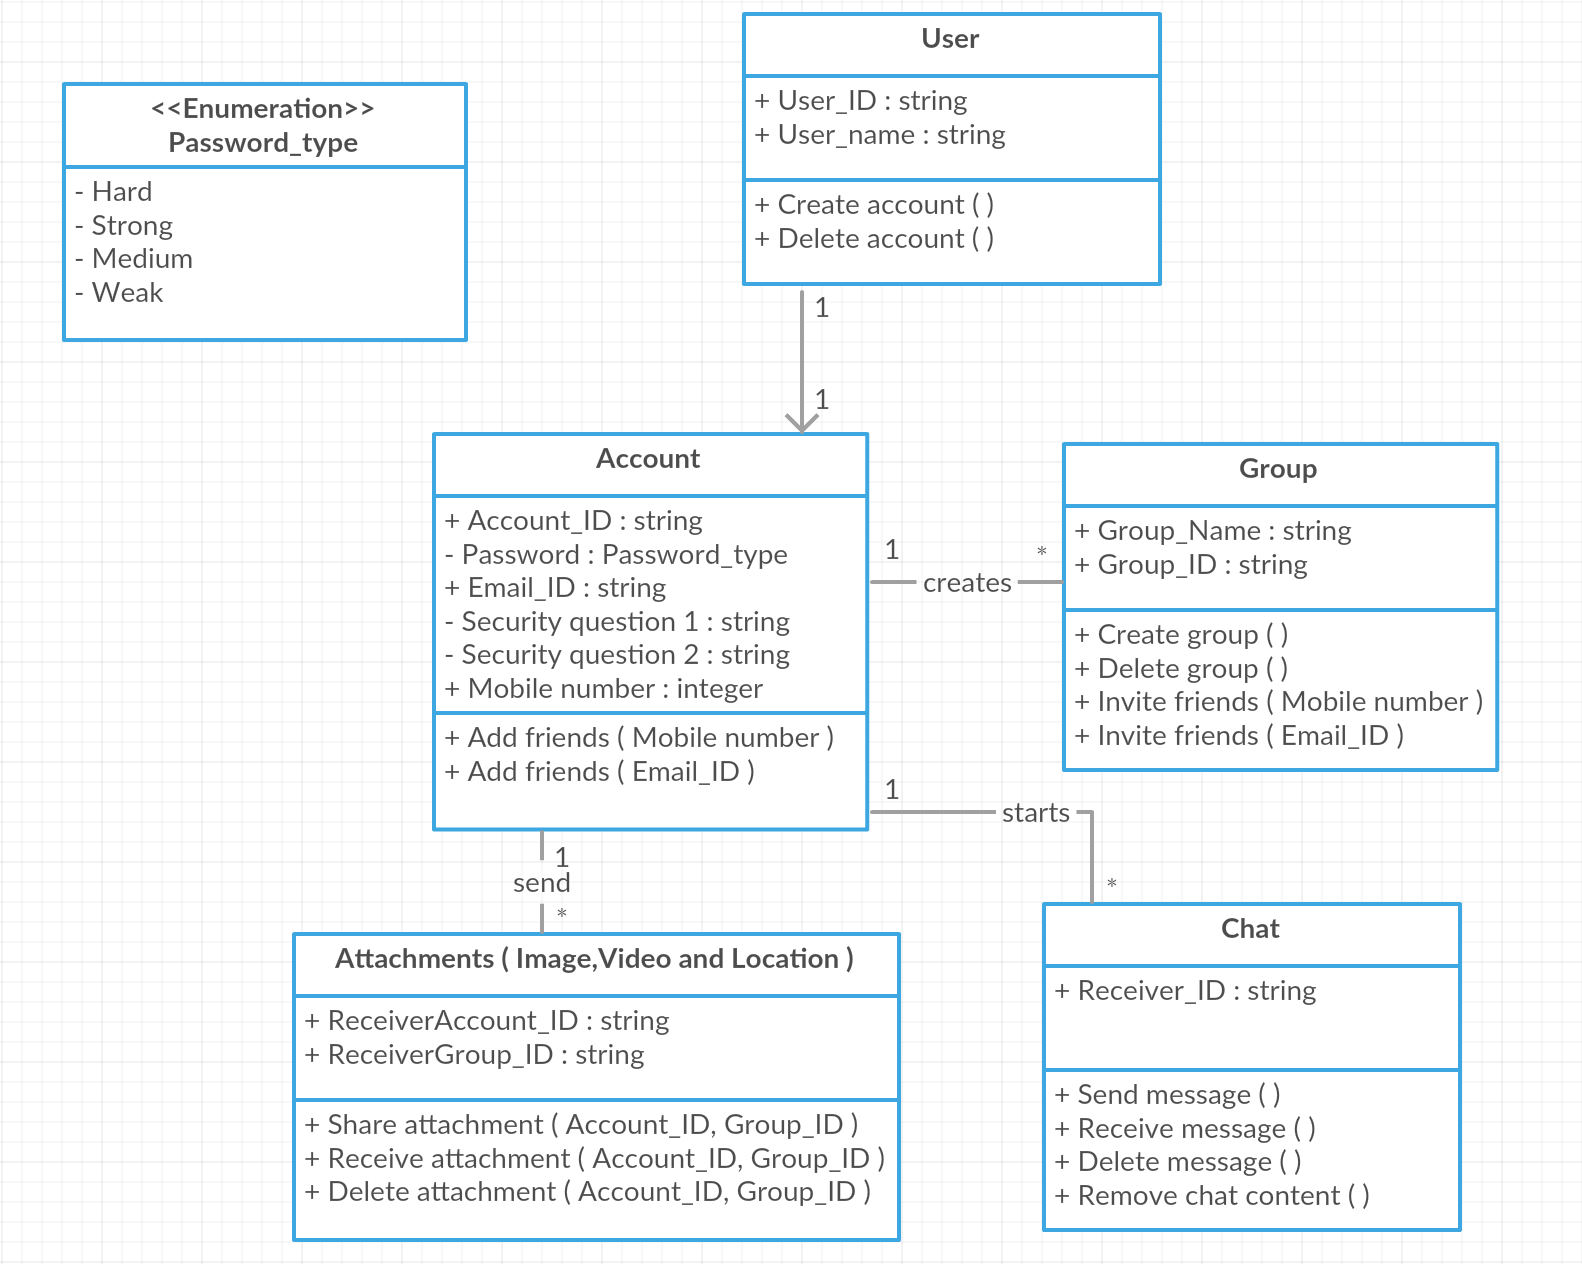 User
+ User_ID : string
+ User_name : string
+ Create account ( )
+ Delete account ( )
<<Enumeration>>
Password_type
- Hard
- Strong
- Medium
- Weak
1
1
Account
+ Account_ID : string
- Password : Password_type
+ Email_ID : string
- Security question 1 : string
- Security question 2 : string
+ Mobile number : integer
+ Add friends ( Mobile number )
+ Add friends ( Email_ID )
1
*
creates
Group
+ Group_Name : string
+ Group_ID : string
+ Create group ( )
+ Delete group ( )
+ Invite friends ( Mobile number )
+ Invite friends ( Email_ID )
1
starts
*
1
send
*
Attachments ( Image,Video and Location )
+ ReceiverAccount_ID : string
+ ReceiverGroup_ID : string
+ Share attachment ( Account_ID, Group_ID )
+ Receive attachment ( Account_ID, Group_ID )
+ Delete attachment ( Account_ID, Group_ID )
Chat
+ Receiver_ID : string
+ Send message ( )
+ Receive message ( )
+ Delete message ( )
+ Remove chat content ( )